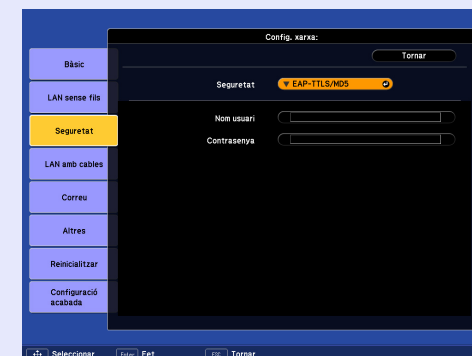 Config. xarxa:
Tornar
Bàsic
LAN sense fils
Seguretat
LAN amb cables
Correu
Altres
Reinicialitzar
Configuració
acabada
Seguretat EAP-TTLS/MD5
Nom usuari
Contrasenya
Seleccionar Enter Fet ESC Tornar